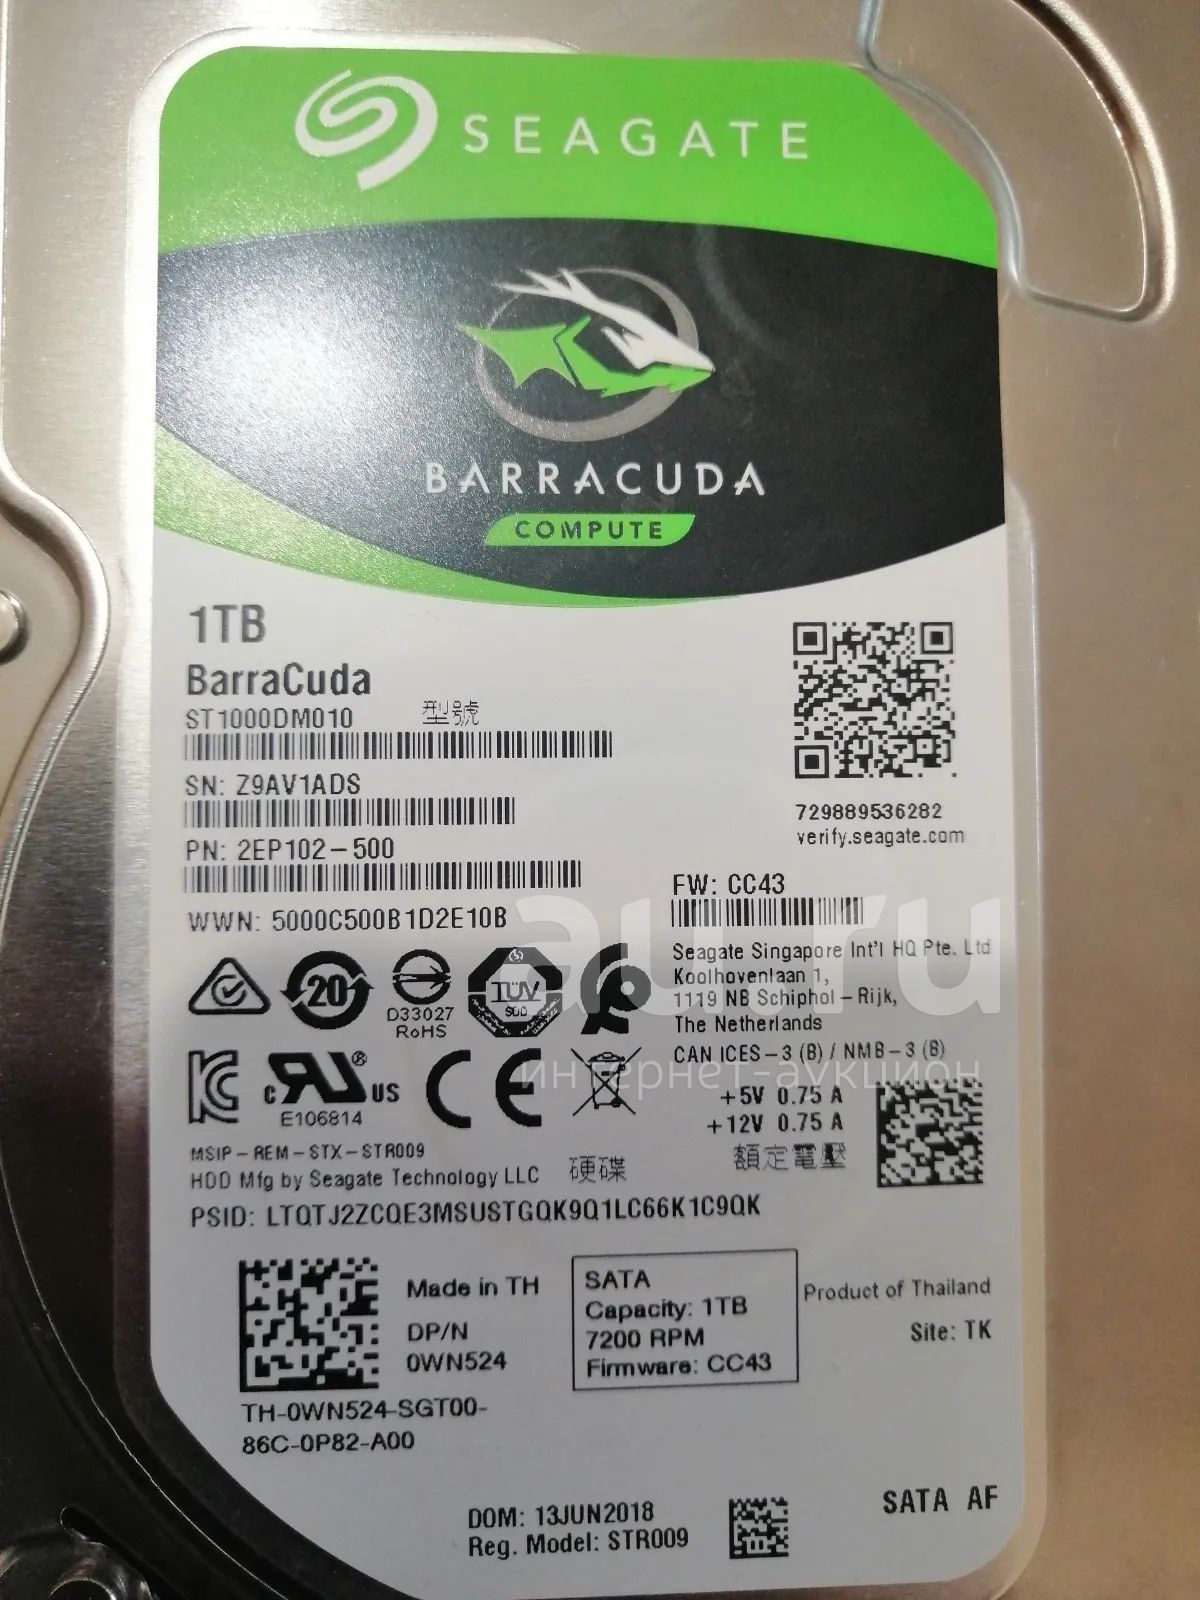 SEAGATE
BARRACUDA
COMPUTE
1TB
BarraCuda
ST1000DM010 型號
SN: Z9AV1ADS
PN: 2EP102-500
WWN: 5000C500B1D2E10B
729889536282
verify.seagate.com
FW: CC43
Seagate Singapore Int'l HQ Pte. Ltd
Koolhovenlaan 1,
1119 NB Schiphol-Rijk,
The Netherlands
CAN ICES-3 (B) / NMB-3 (B)
au.ru
интернет-аукцион
20
D33027
RoHS
TÜV
SÜD
c RU ® US
E106814
CE
+5V 0.75 A
+12V 0.75 A
額定電壓
MSIP-REM-STX-STR009
HDD Mfg by Seagate Technology LLC 硬碟
PSID: LTQTJ2ZCQE3MSUSTGQK9Q1LC66K1C9QK
Made in TH
DP/N
0WN524
TH-0WN524-SGT00-
86C-0P82-A00
SATA
Capacity: 1TB
7200 RPM
Firmware: CC43
Product of Thailand
Site: TK
DOM: 13JUN2018
Reg. Model: STR009
SATA AF